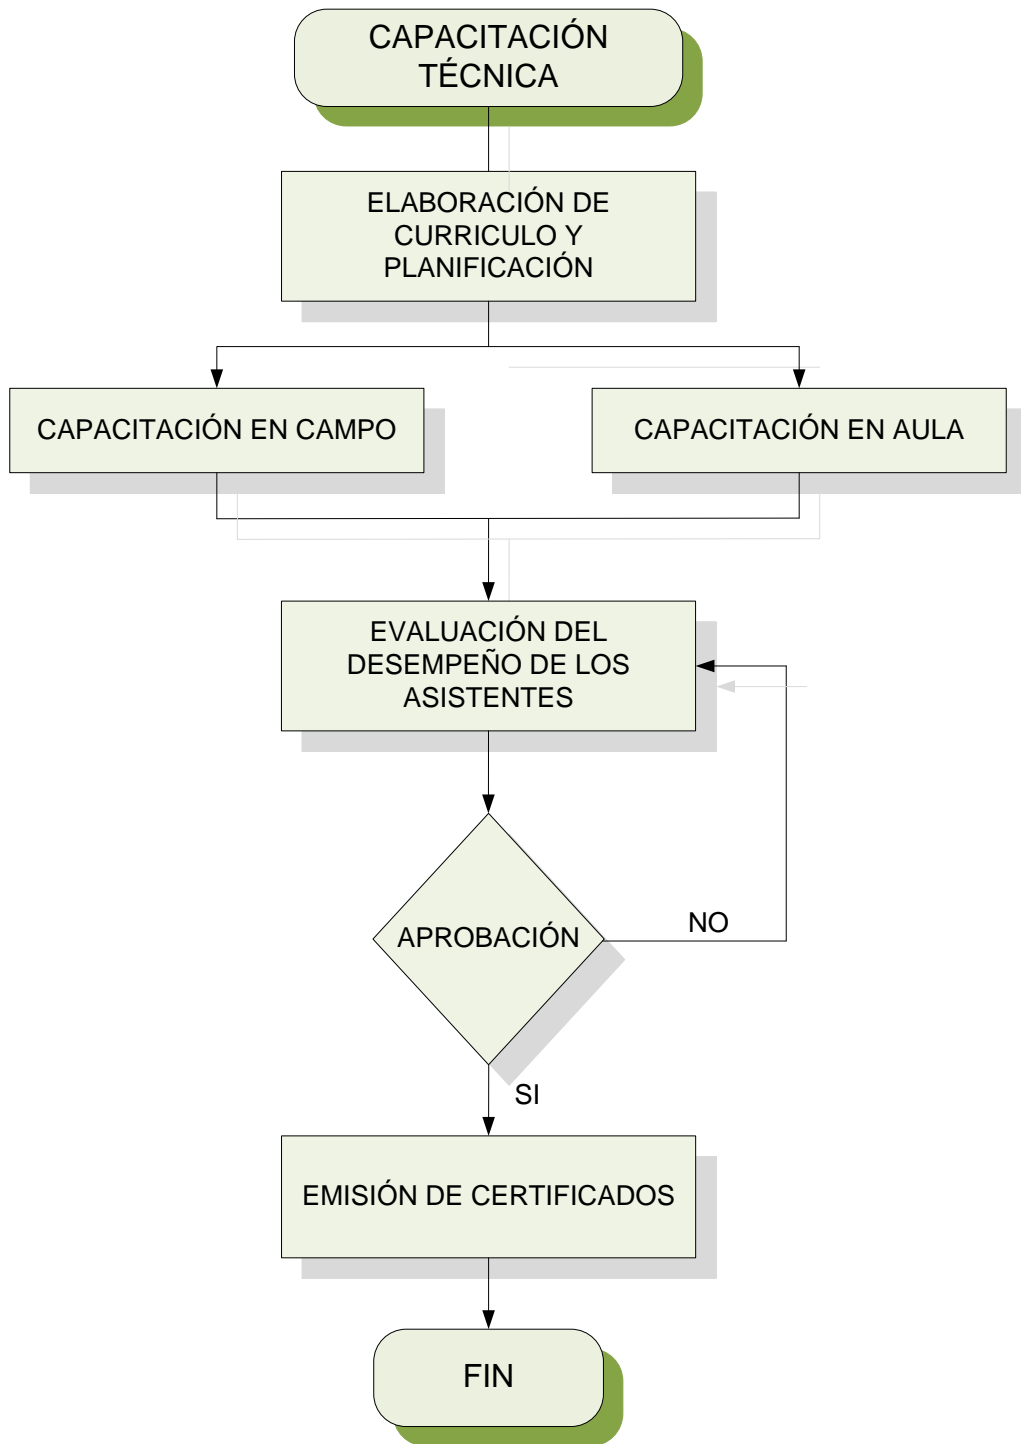 CAPACITACIÓN
TÉCNICA
ELABORACIÓN DE
CURRICULO Y
PLANIFICACIÓN
CAPACITACIÓN EN CAMPO
CAPACITACIÓN EN AULA
EVALUACIÓN DEL
DESEMPEÑO DE LOS
ASISTENTES
APROBACIÓN
NO
SI
EMISIÓN DE CERTIFICADOS
FIN